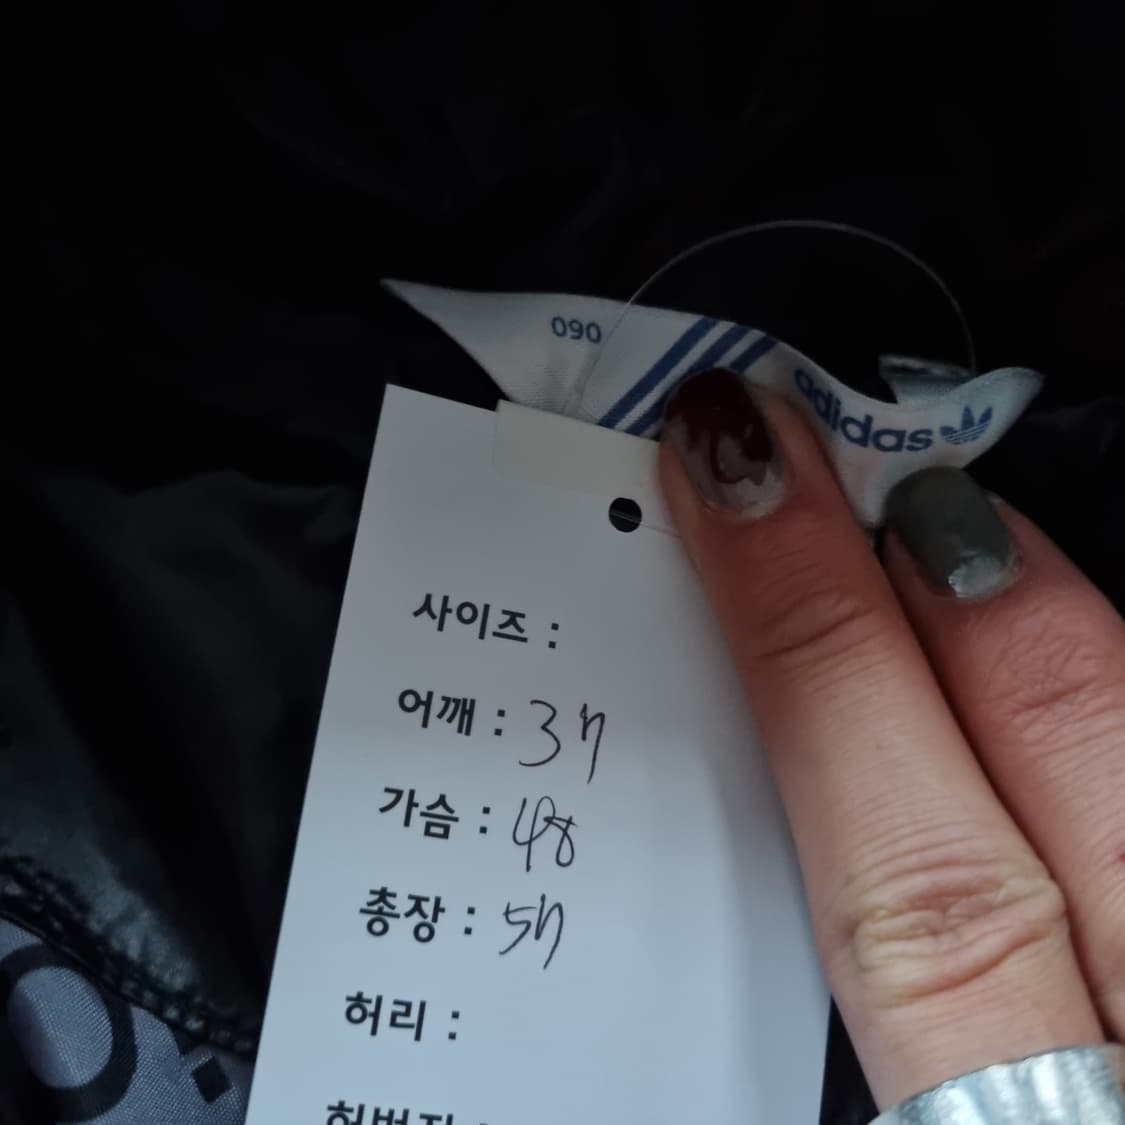 090
adidas
사이즈 :
어깨 : 37
가슴 : 48
총장 : 57
허리 :